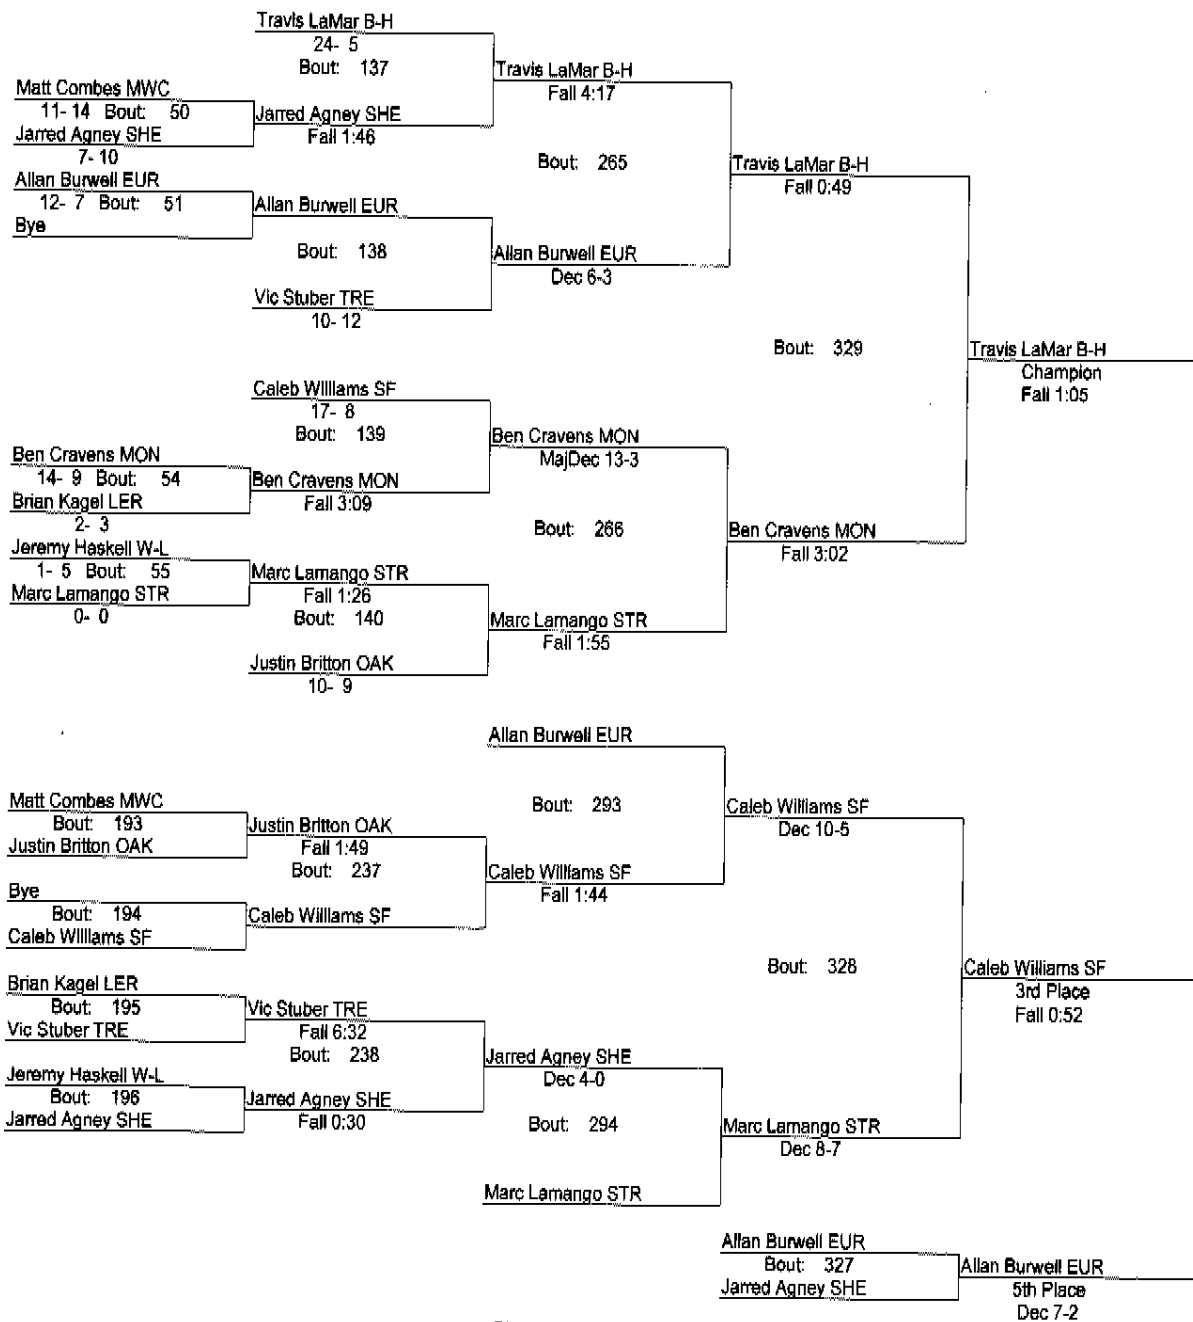 Travis LaMar B-H
24- 5
Bout: 137
Travis LaMar B-H
Fall 4:17
Matt Combes MWC
11- 14 Bout: 50
Jarred Agney SHE
Fall 1:46
Jarred Agney SHE
7- 10
Bout: 265
Travis LaMar B-H
Fall 0:49
Allan Burwell EUR
12- 7 Bout: 51
Allan Burwell EUR
Bye
Bout: 138
Allan Burwell EUR
Dec 6-3
Vic Stuber TRE
10- 12
Bout: 329
Travis LaMar B-H
Champion
Fall 1:05
Caleb Williams SF
17- 8
Bout: 139
Ben Cravens MON
MajDec 13-3
Ben Cravens MON
14- 9 Bout: 54
Ben Cravens MON
Fall 3:09
Brian Kagel LER
2- 3
Bout: 266
Ben Cravens MON
Fall 3:02
Jeremy Haskell W-L
1- 5 Bout: 55
Marc Lamango STR
Fall 1:26
Marc Lamango STR
0- 0
Bout: 140
Marc Lamango STR
Fall 1:55
Justin Britton OAK
10- 9
Allan Burwell EUR
Bout: 293
Caleb Williams SF
Dec 10-5
Matt Combes MWC
Bout: 193
Justin Britton OAK
Justin Britton OAK
Fall 1:49
Bout: 237
Caleb Williams SF
Fall 1:44
Bye
Bout: 194
Caleb Williams SF
Caleb Williams SF
Bout: 328
Caleb Williams SF
3rd Place
Fall 0:52
Brian Kagel LER
Bout: 195
Vic Stuber TRE
Vic Stuber TRE
Fall 6:32
Bout: 238
Jarred Agney SHE
Dec 4-0
Jeremy Haskell W-L
Bout: 196
Jarred Agney SHE
Jarred Agney SHE
Fall 0:30
Bout: 294
Marc Lamango STR
Dec 8-7
Marc Lamango STR
Allan Burwell EUR
Bout: 327
Jarred Agney SHE
Allan Burwell EUR
5th Place
Dec 7-2